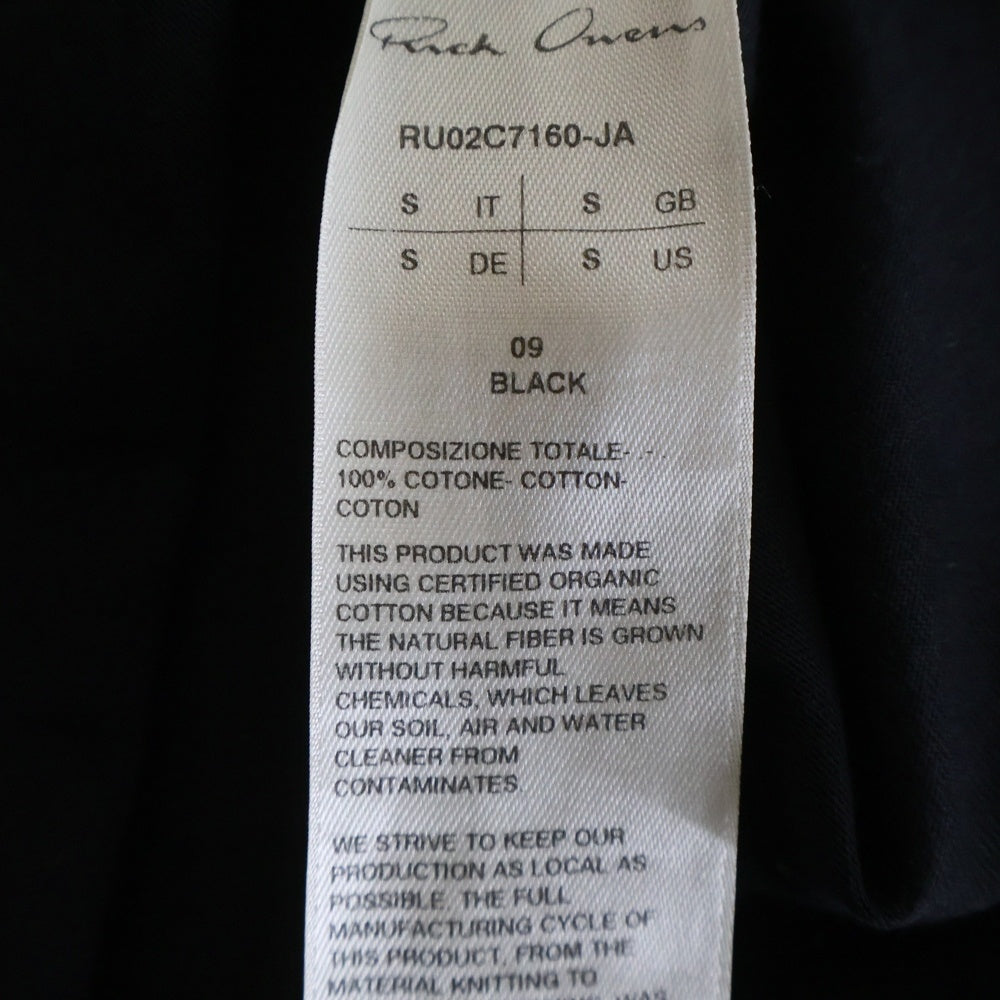 Rick Owens
RU02C7160-JA
S IT S GB
S DE S US
09
BLACK
COMPOSIZIONE TOTALE- .-.
100% COTONE- COTTON-
COTON
THIS PRODUCT WAS MADE
USING CERTIFIED ORGANIC
COTTON BECAUSE IT MEANS
THE NATURAL FIBER IS GROWN
WITHOUT HARMFUL
CHEMICALS, WHICH LEAVES
OUR SOIL, AIR AND WATER
CLEANER FROM
CONTAMINATES.
WE STRIVE TO KEEP OUR
PRODUCTION AS LOCAL AS
POSSIBLE. THE FULL
MANUFACTURING CYCLE OF
THIS PRODUCT, FROM THE
MATERIAL KNITTING TO